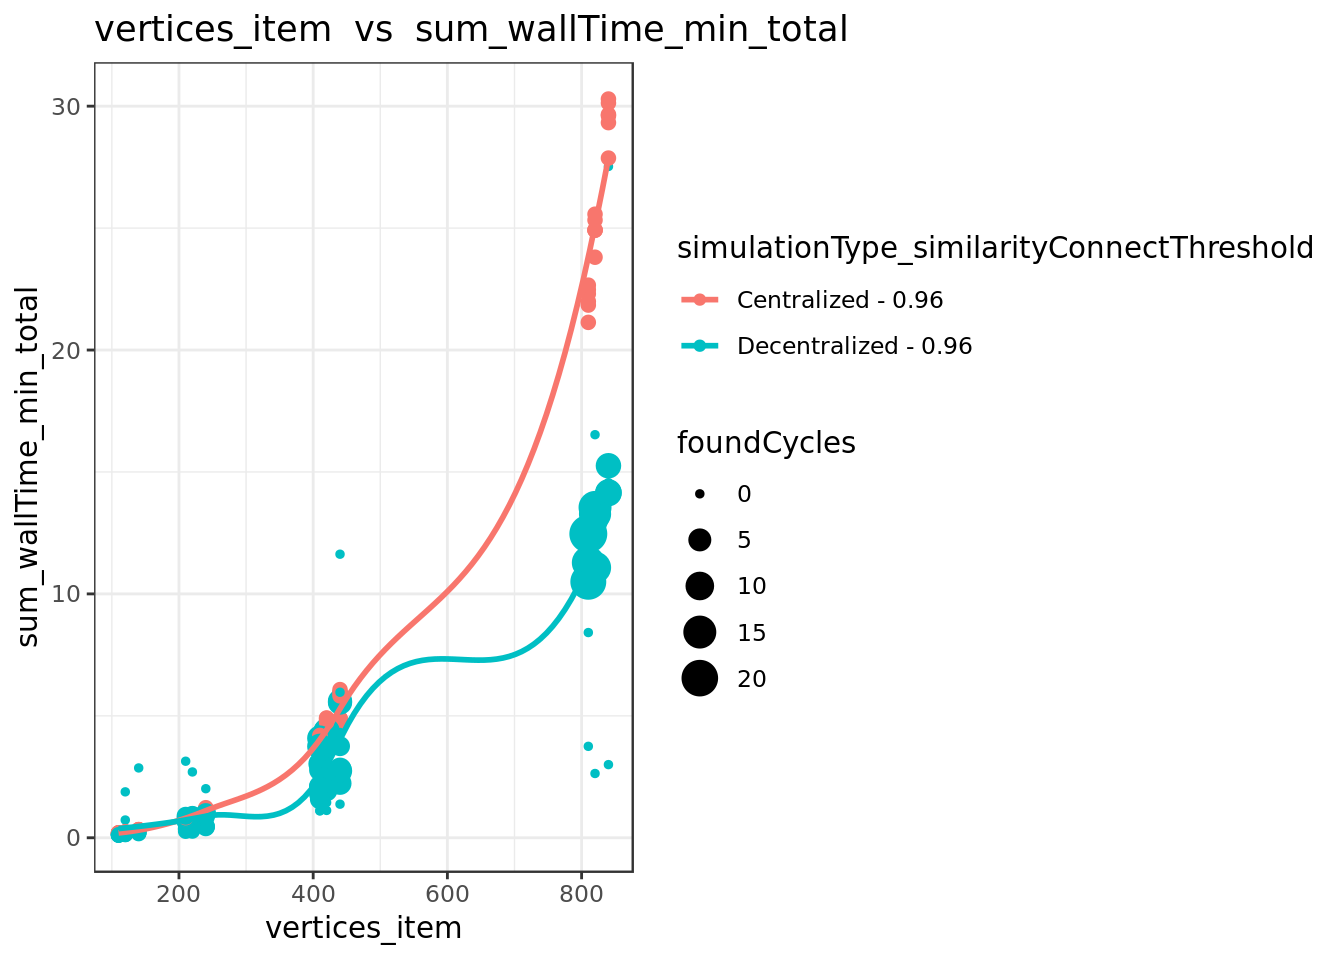 vertices_item vs sum_wallTime_min_total
sum_wallTime_min_total
30
20
10
0
200 400 600 800
vertices_item
simulationType_similarityConnectThreshold
Centralized - 0.96
Decentralized - 0.96
foundCycles
0
5
10
15
20